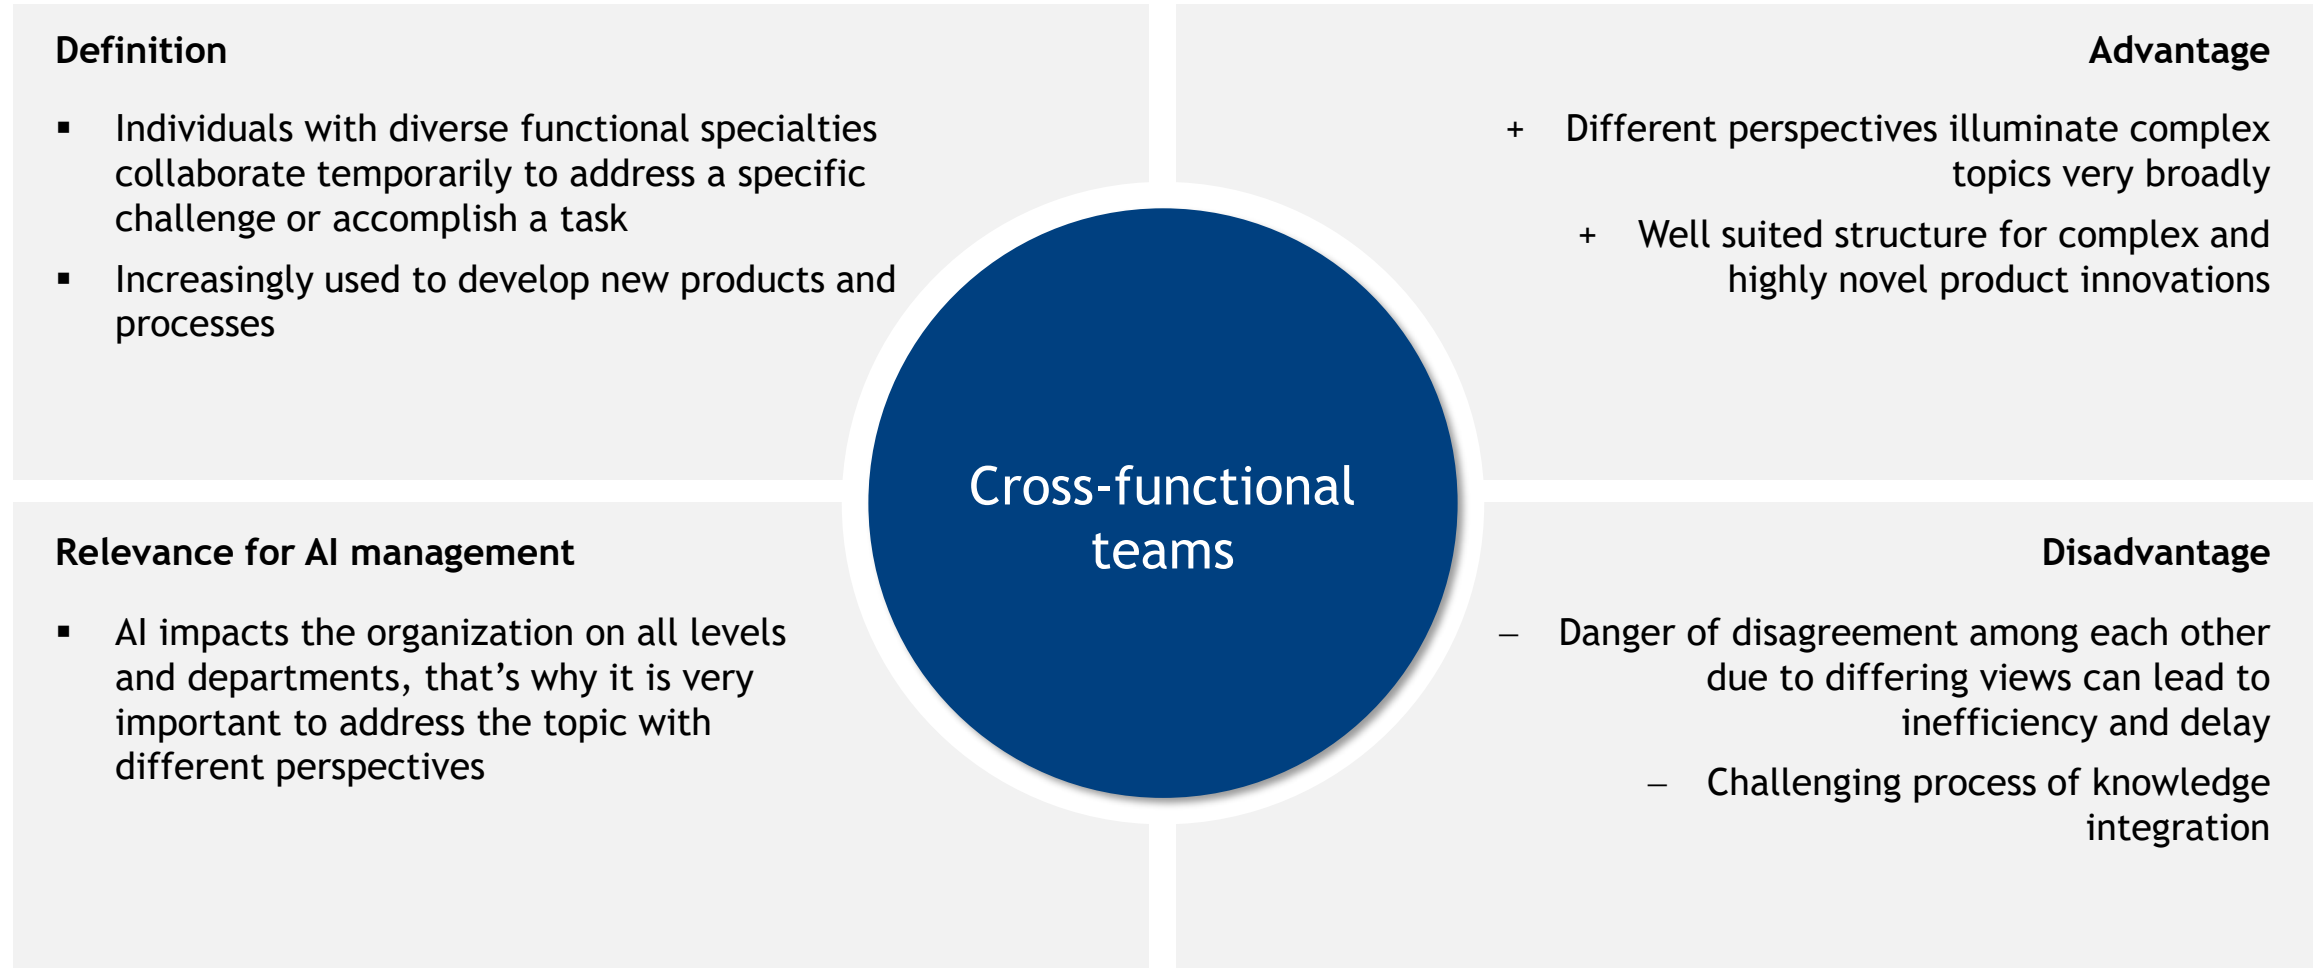 Definition
▪ Individuals with diverse functional specialties
collaborate temporarily to address a specific
challenge or accomplish a task
▪ Increasingly used to develop new products and
processes
Advantage
+ Different perspectives illuminate complex
topics very broadly
+ Well suited structure for complex and
highly novel product innovations
Cross-functional
teams
Relevance for AI management
▪ AI impacts the organization on all levels
and departments, that’s why it is very
important to address the topic with
different perspectives
Disadvantage
– Danger of disagreement among each other
due to differing views can lead to
inefficiency and delay
– Challenging process of knowledge
integration